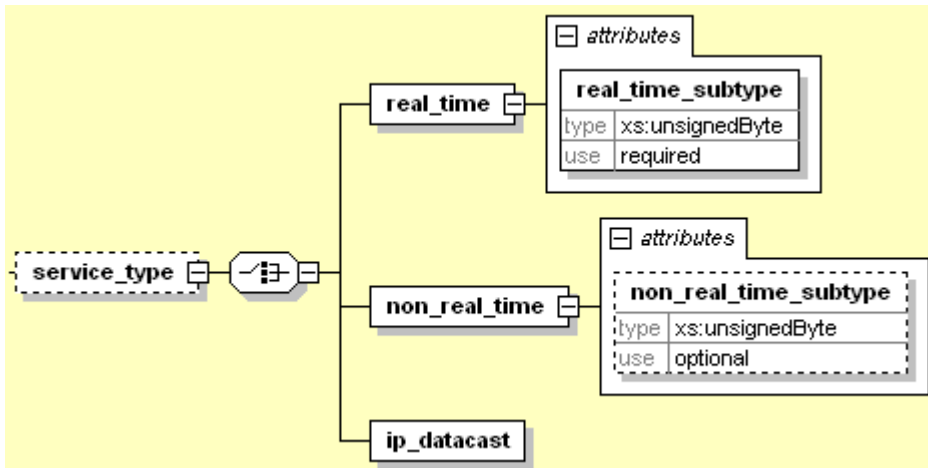 attributes
real_time_subtype
type xs:unsignedByte
use required
real_time
service_type
attributes
non_real_time_subtype
type xs:unsignedByte
use optional
non_real_time
ip_datacast